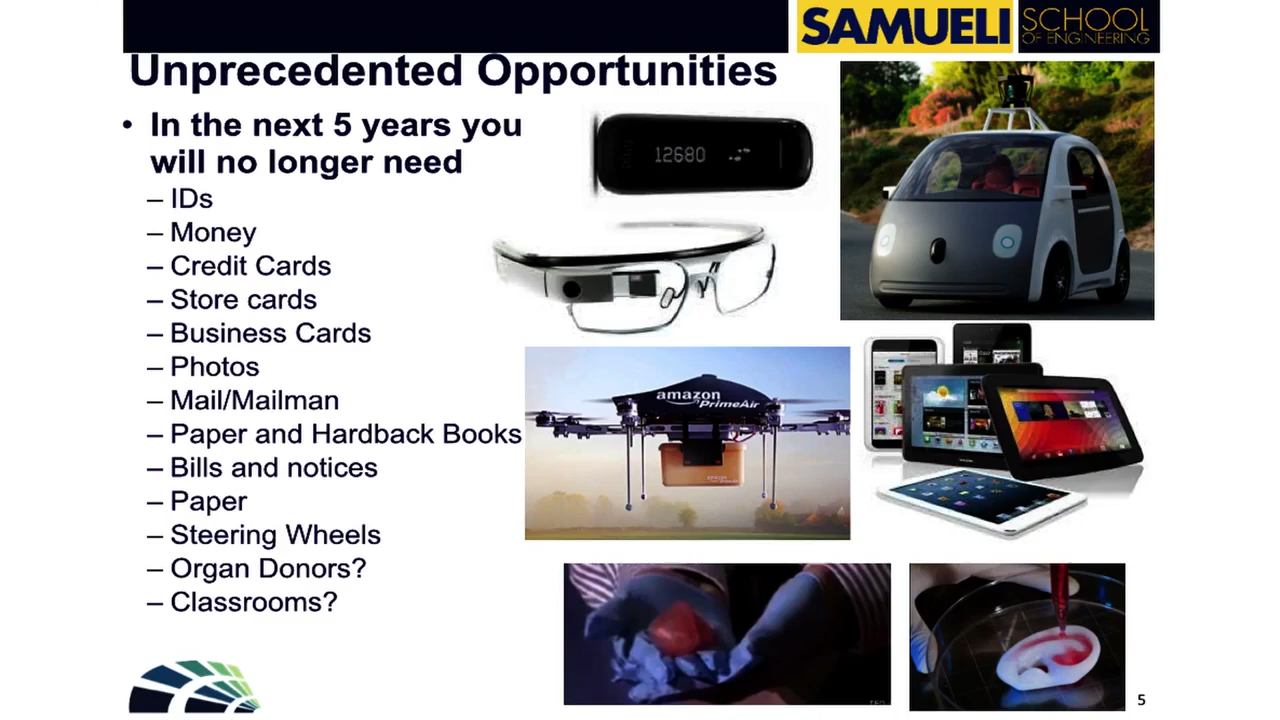 SAMUELI
SCHOOL
OF ENGINEERING
Unprecedented Opportunities
• In the next 5 years you
will no longer need
– IDs
– Money
– Credit Cards
– Store cards
– Business Cards
– Photos
– Mail/Mailman
– Paper and Hardback Books
– Bills and notices
– Paper
– Steering Wheels
– Organ Donors?
– Classrooms?
12680
amazon
PrimeAir
amazon
5